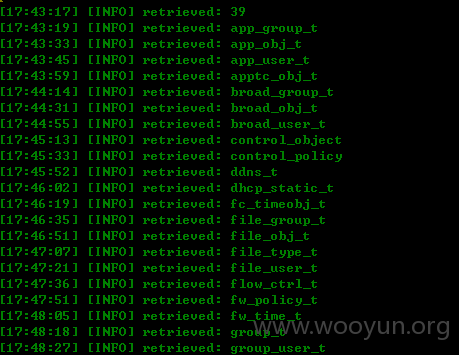 [17:43:17] [INFO] retrieved: 39
[17:43:19] [INFO] retrieved: app_group_t
[17:43:33] [INFO] retrieved: app_obj_t
[17:43:45] [INFO] retrieved: app_user_t
[17:43:59] [INFO] retrieved: apptc_obj_t
[17:44:14] [INFO] retrieved: broad_group_t
[17:44:31] [INFO] retrieved: broad_obj_t
[17:44:55] [INFO] retrieved: broad_user_t
[17:45:13] [INFO] retrieved: control_object
[17:45:33] [INFO] retrieved: control_policy
[17:45:52] [INFO] retrieved: ddns_t
[17:46:02] [INFO] retrieved: dhcp_static_t
[17:46:19] [INFO] retrieved: fc_timeobj_t
[17:46:35] [INFO] retrieved: file_group_t
[17:46:51] [INFO] retrieved: file_obj_t
[17:47:07] [INFO] retrieved: file_type_t
[17:47:21] [INFO] retrieved: file_user_t
[17:47:36] [INFO] retrieved: flow_ctrl_t
[17:47:51] [INFO] retrieved: fw_policy_t
[17:48:05] [INFO] retrieved: fw_time_t
[17:48:18] [INFO] retrieved: group_t
[17:48:27] [INFO] retrieved: group_user_t
www.wooyun.org